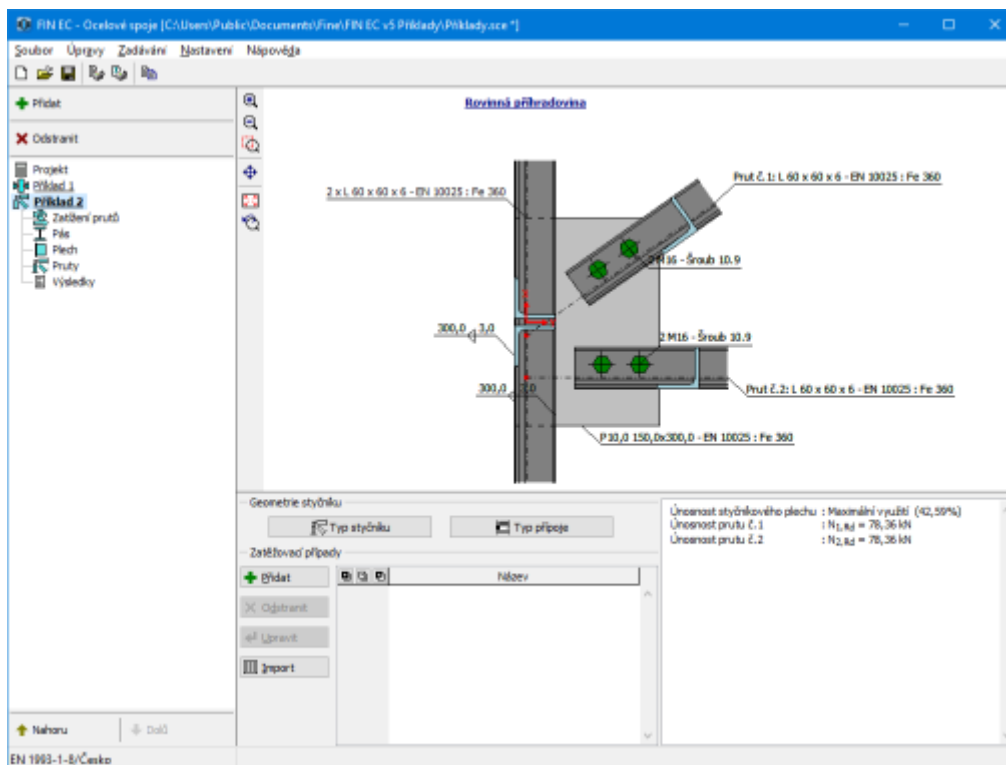 FIN EC - Ocelové spoje [C:\Users\Public\Documents\Fine\FIN EC v5 Příklady\Příklady.sce *]
Soubor Úpravy Zadávání Nastavení Nápověda
Přidat
Odstranit
Projekt
Příklad 1
Příklad 2
Zatížení prutů
Pás
Plech
Pruty
Výsledky
Nahoru
Dolů
Rovinná příhradovina
2 x L 60 x 60 x 6 - EN 10025 : Fe 360
Prut č.1: L 60 x 60 x 6 - EN 10025 : Fe 360
2 M16 - Šroub 10.9
300,0 3,0
2 M16 - Šroub 10.9
300,0 3,0
Prut č.2: L 60 x 60 x 6 - EN 10025 : Fe 360
P10,0 150,0x300,0 - EN 10025 : Fe 360
Geometrie styčníku
Typ styčníku
Typ přípoje
Zatěžovací případy
Přidat
Odstranit
Upravit
Import
Název
Únosnost styčníkového plechu : Maximální využití (42,59%)
Únosnost prutu č.1 : N1,Rd = 78,36 kN
Únosnost prutu č.2 : N2,Rd = 78,36 kN
EN 1993-1-8/Česko